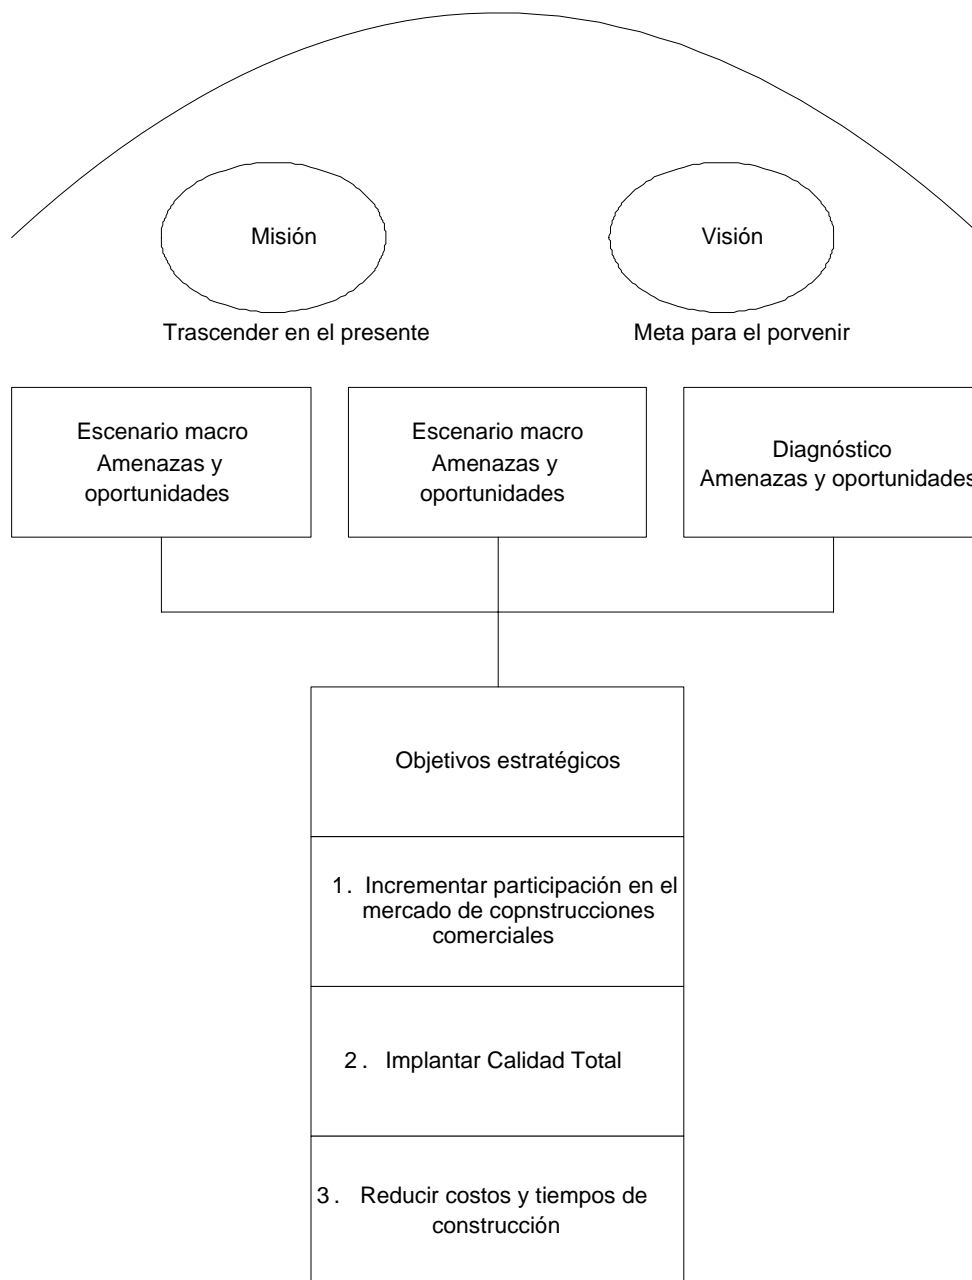 Misión
Visión
Trascender en el presente
Meta para el porvenir
Escenario macro
Amenazas y
oportunidades
Escenario macro
Amenazas y
oportunidades
Diagnóstico
Amenazas y oportunidades
Objetivos estratégicos
1. Incrementar participación en el
mercado de copnstrucciones
comerciales
2. Implantar Calidad Total
3. Reducir costos y tiempos de
construcción